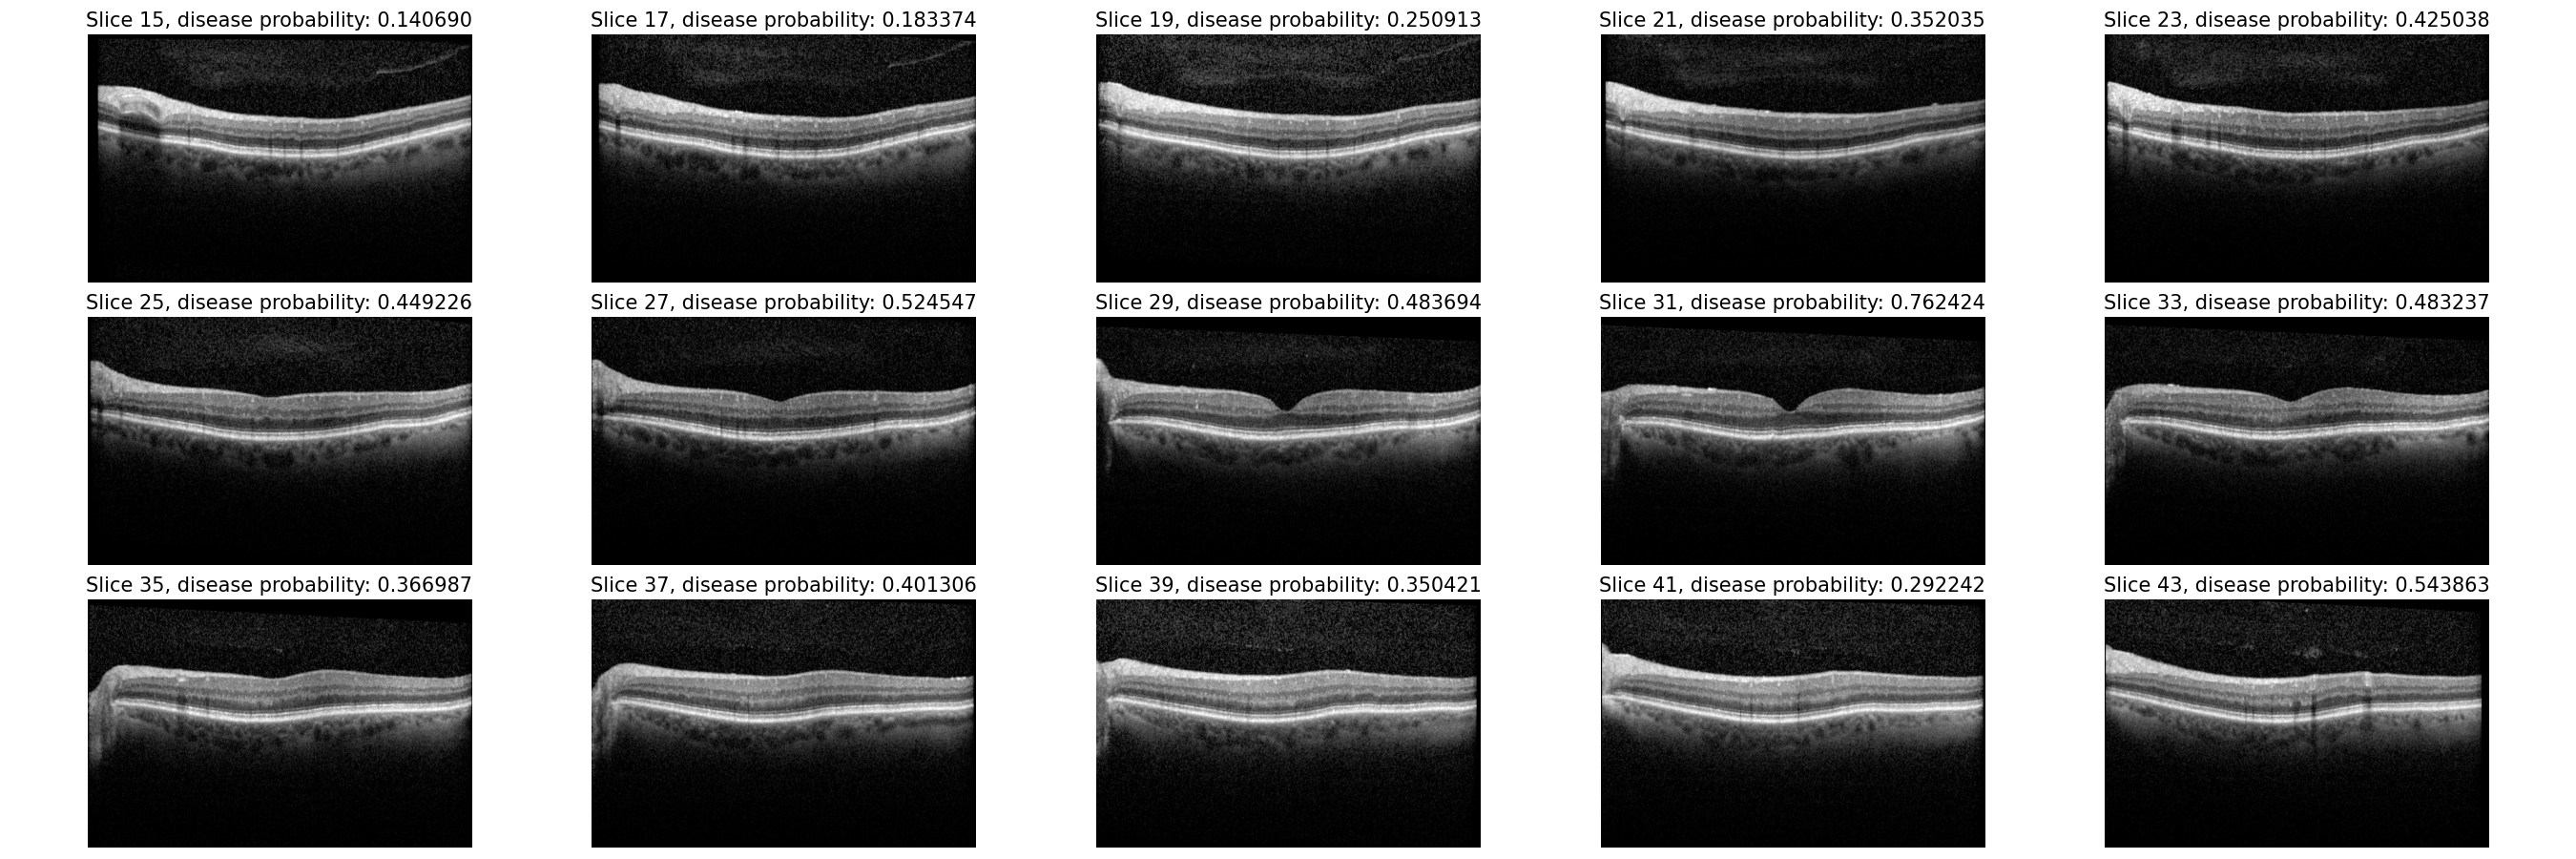 Slice 15, disease probability: 0.140690
Slice 17, disease probability: 0.183374
Slice 19, disease probability: 0.250913
Slice 21, disease probability: 0.352035
Slice 23, disease probability: 0.425038
Slice 25, disease probability: 0.449226
Slice 27, disease probability: 0.524547
Slice 29, disease probability: 0.483694
Slice 31, disease probability: 0.762424
Slice 33, disease probability: 0.483237
Slice 35, disease probability: 0.366987
Slice 37, disease probability: 0.401306
Slice 39, disease probability: 0.350421
Slice 41, disease probability: 0.292242
Slice 43, disease probability: 0.543863